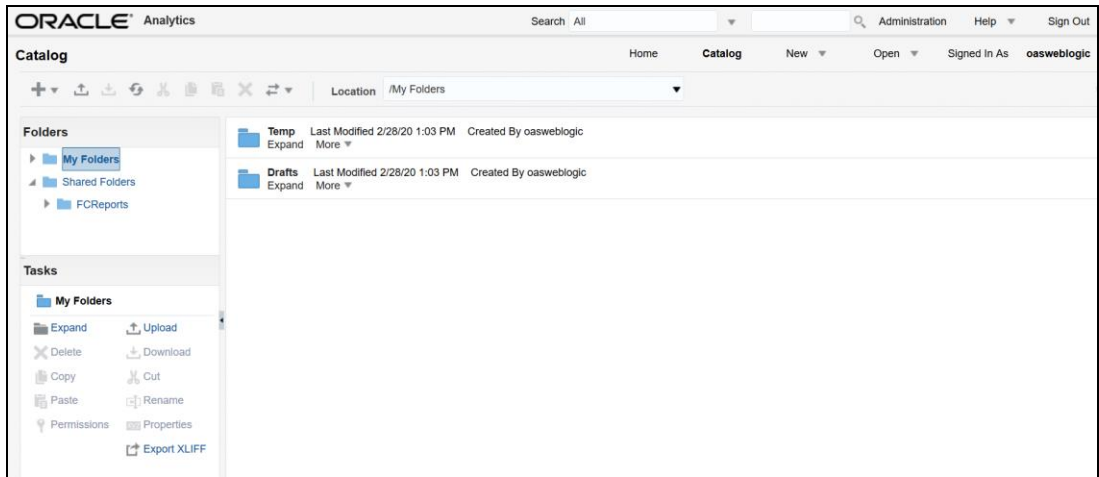 ORACLE Analytics Search All Administration Help Sign Out
Catalog Home Catalog New Open Signed In As oasweblogic
Location /My Folders
Folders
My Folders
Shared Folders
FCReports
Temp Last Modified 2/28/20 1:03 PM Created By oasweblogic
Expand More
Drafts Last Modified 2/28/20 1:03 PM Created By oasweblogic
Expand More
Tasks
My Folders
Expand Upload
Delete Download
Copy Cut
Paste Rename
Permissions Properties
Export XLIFF